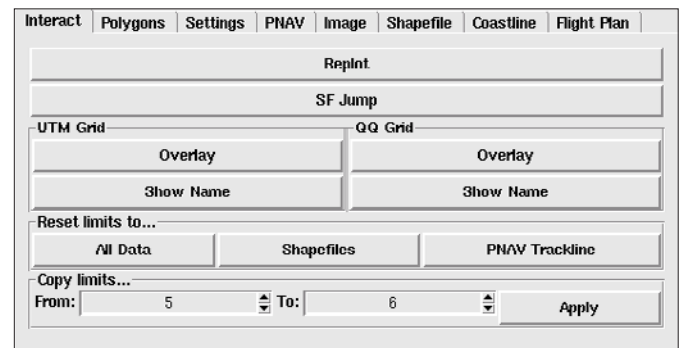 Interact Polygons Settings PNAV Image Shapefile Coastline Flight Plan
RepInt
SF Jump
UTM Grid QQ Grid
Overlay Overlay
Show Name Show Name
Reset limits to...
All Data Shapefiles PNAV Trackline
Copy limits...
From: 5 To: 6 Apply